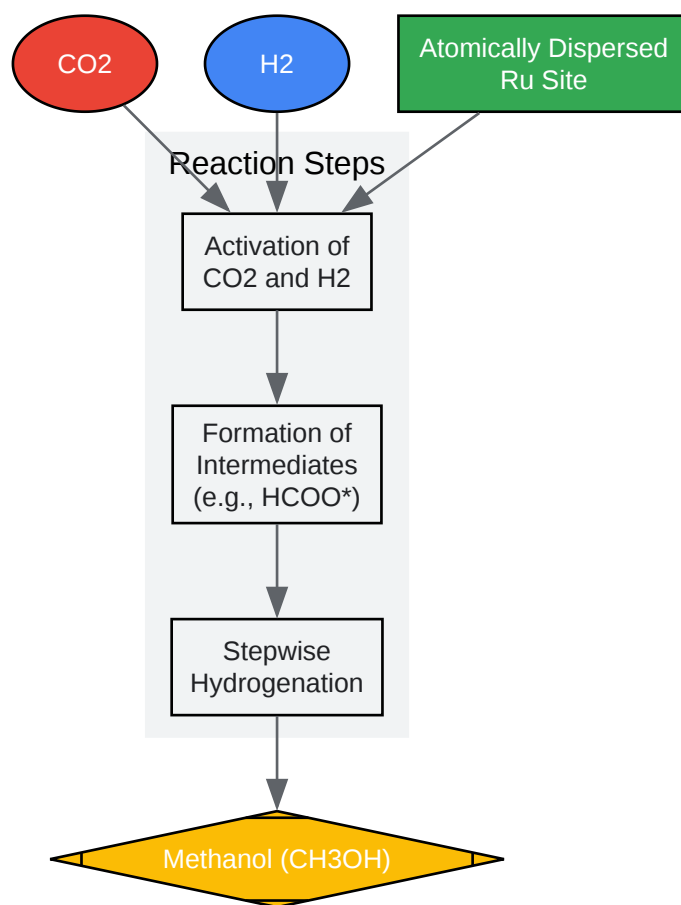 CO2
H2
Atomically Dispersed
Ru Site
Reaction Steps
Activation of
CO2 and H2
Formation of
Intermediates
(e.g., HCOO*)
Stepwise
Hydrogenation
Methanol (CH3OH)